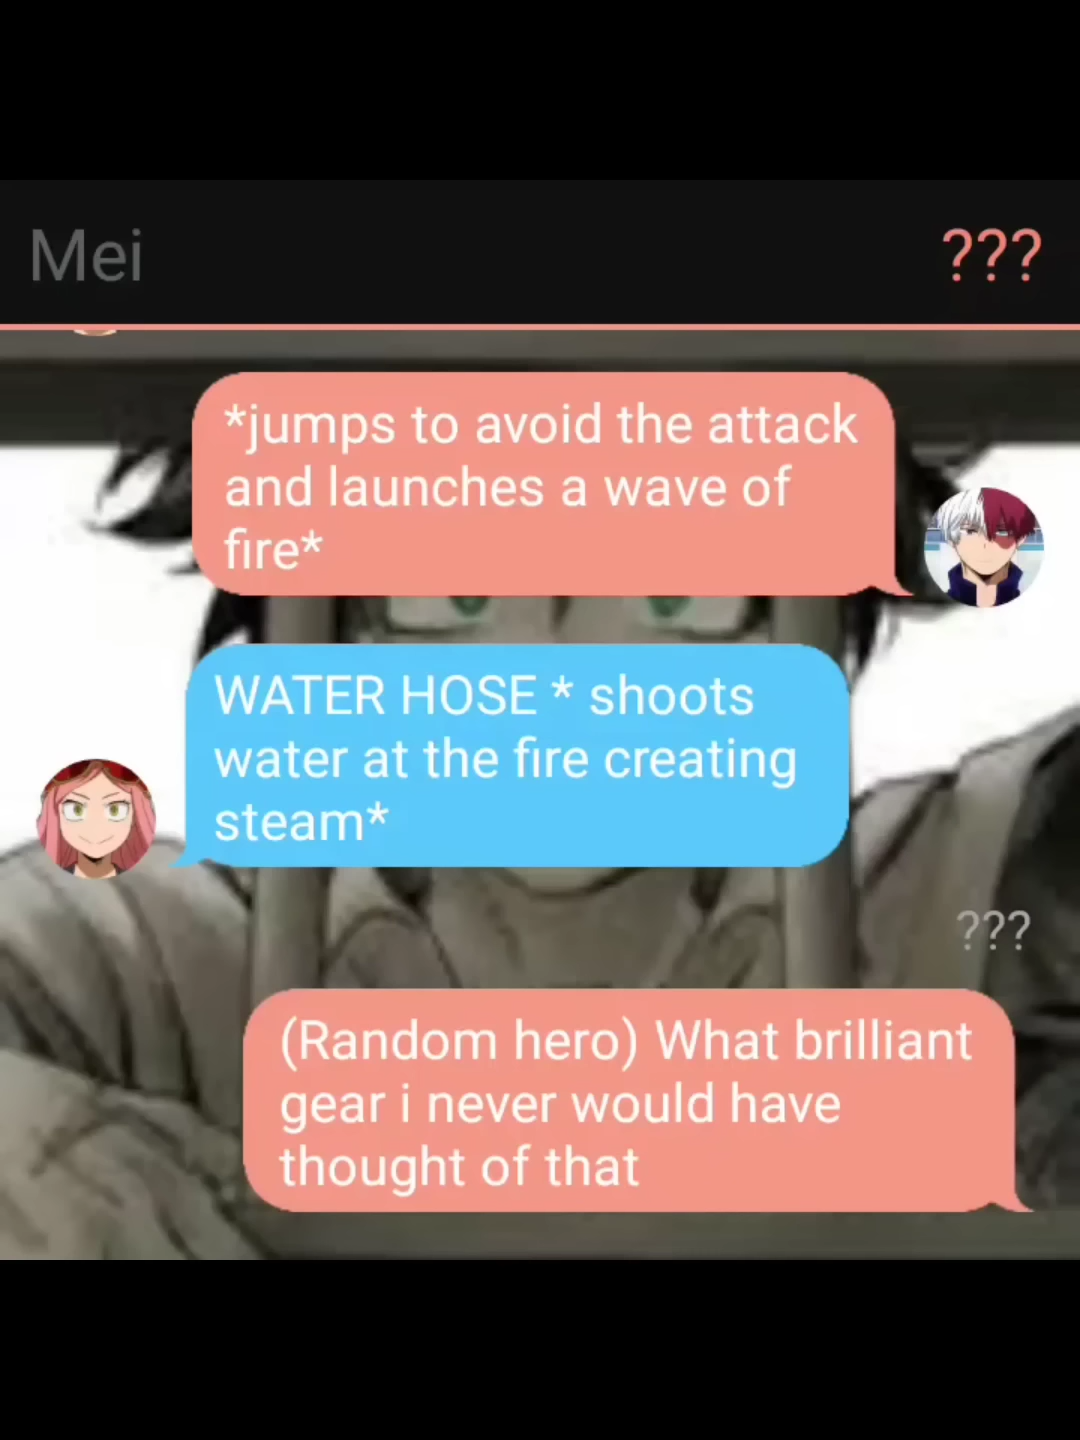 Mei
???
*jumps to avoid the attack
and launches a wave of
fire*
WATER HOSE * shoots
water at the fire creating
steam*
???
(Random hero) What brilliant
gear i never would have
thought of that